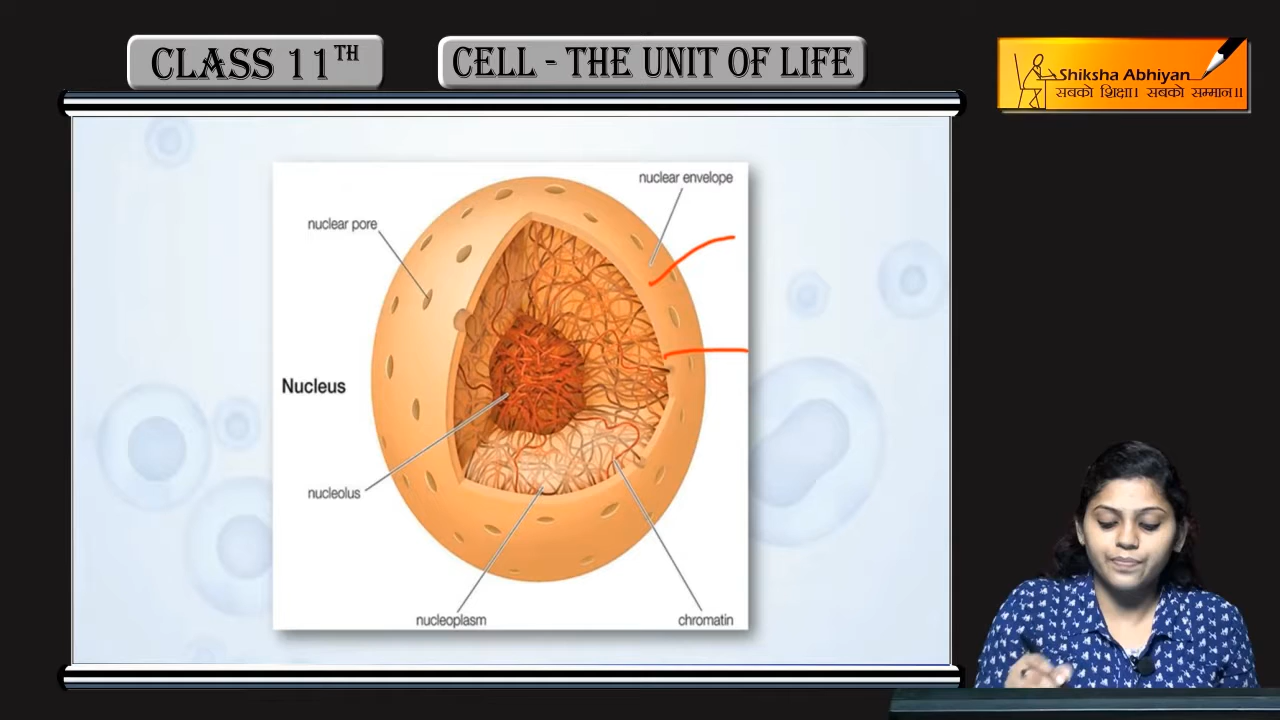 CLASS 11TH
CELL - THE UNIT OF LIFE
Shiksha Abhiyan
सबको शिक्षा। सबको सम्मान।।
nuclear envelope
nuclear pore
Nucleus
nucleolus
nucleoplasm
chromatin